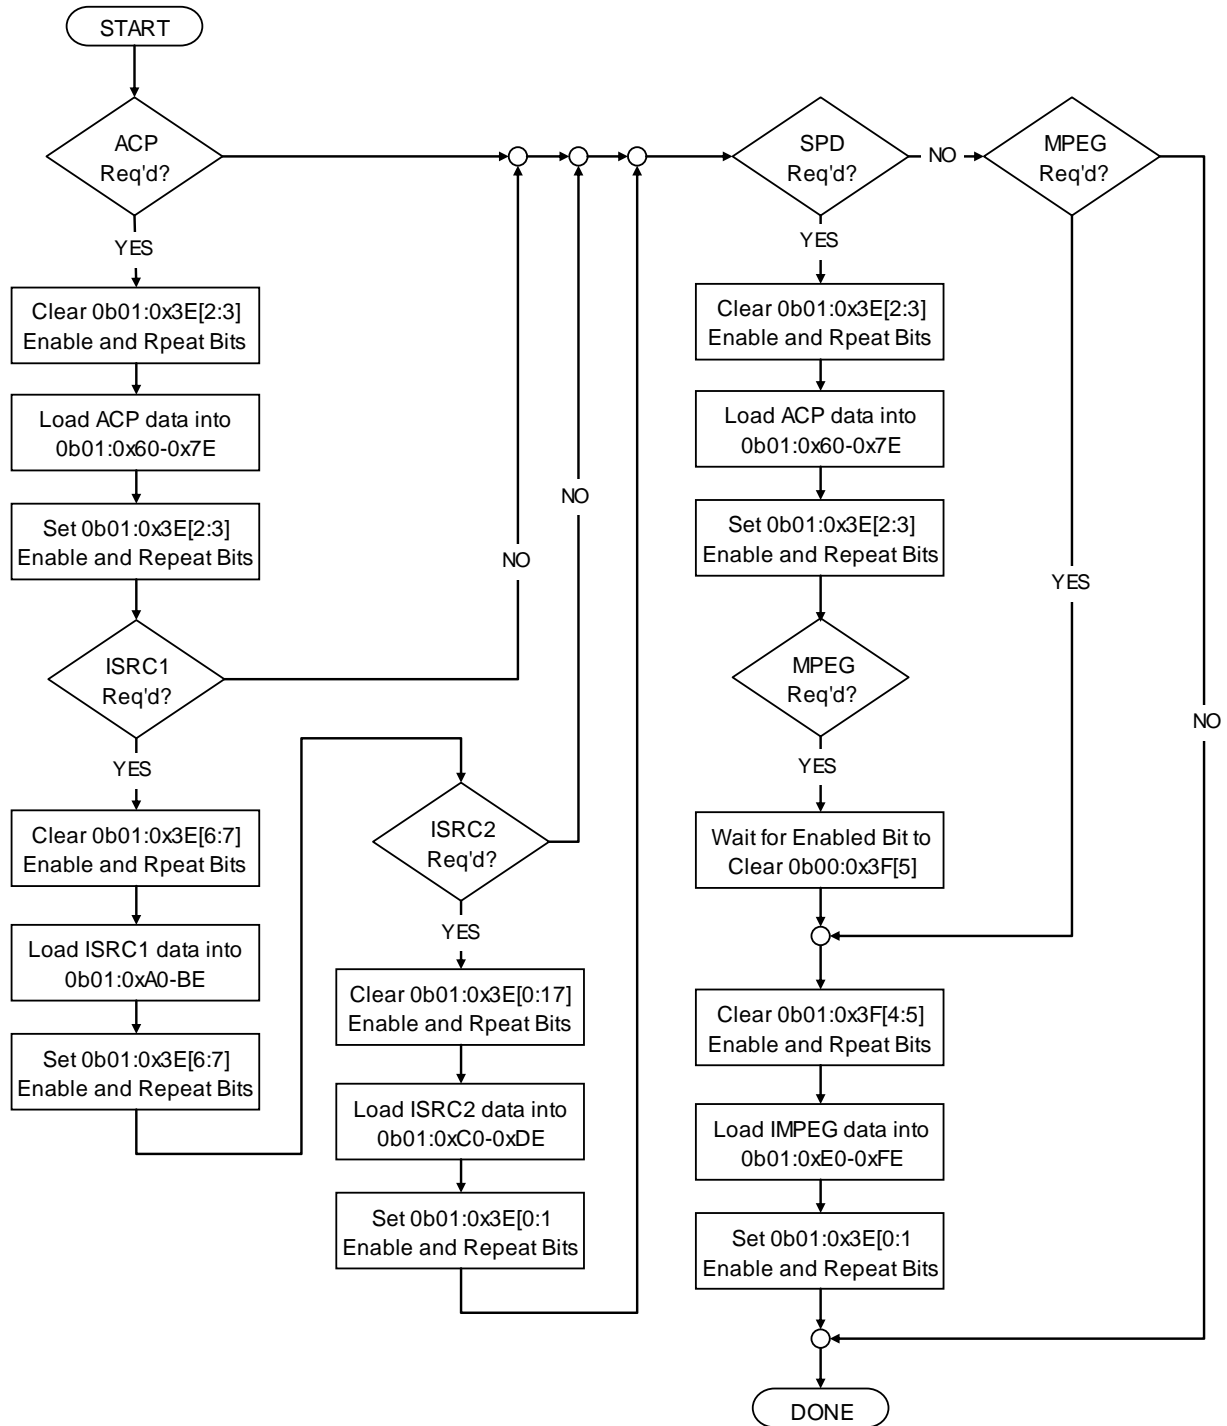 START
ACP
Req'd?
YES
Clear 0b01:0x3E[2:3]
Enable and Rpeat Bits
Load ACP data into
0b01:0x60-0x7E
Set 0b01:0x3E[2:3]
Enable and Repeat Bits
ISRC1
Req'd?
NO
YES
Clear 0b01:0x3E[6:7]
Enable and Rpeat Bits
Load ISRC1 data into
0b01:0xA0-BE
Set 0b01:0x3E[6:7]
Enable and Repeat Bits
ISRC2
Req'd?
NO
YES
Clear 0b01:0x3E[0:17]
Enable and Rpeat Bits
Load ISRC2 data into
0b01:0xC0-0xDE
Set 0b01:0x3E[0:1
Enable and Repeat Bits
SPD
Req'd?
NO
MPEG
Req'd?
YES
Clear 0b01:0x3E[2:3]
Enable and Rpeat Bits
Load ACP data into
0b01:0x60-0x7E
Set 0b01:0x3E[2:3]
Enable and Repeat Bits
MPEG
Req'd?
YES
YES
NO
Wait for Enabled Bit to
Clear 0b00:0x3F[5]
Clear 0b01:0x3F[4:5]
Enable and Rpeat Bits
Load IMPEG data into
0b01:0xE0-0xFE
Set 0b01:0x3E[0:1
Enable and Repeat Bits
DONE